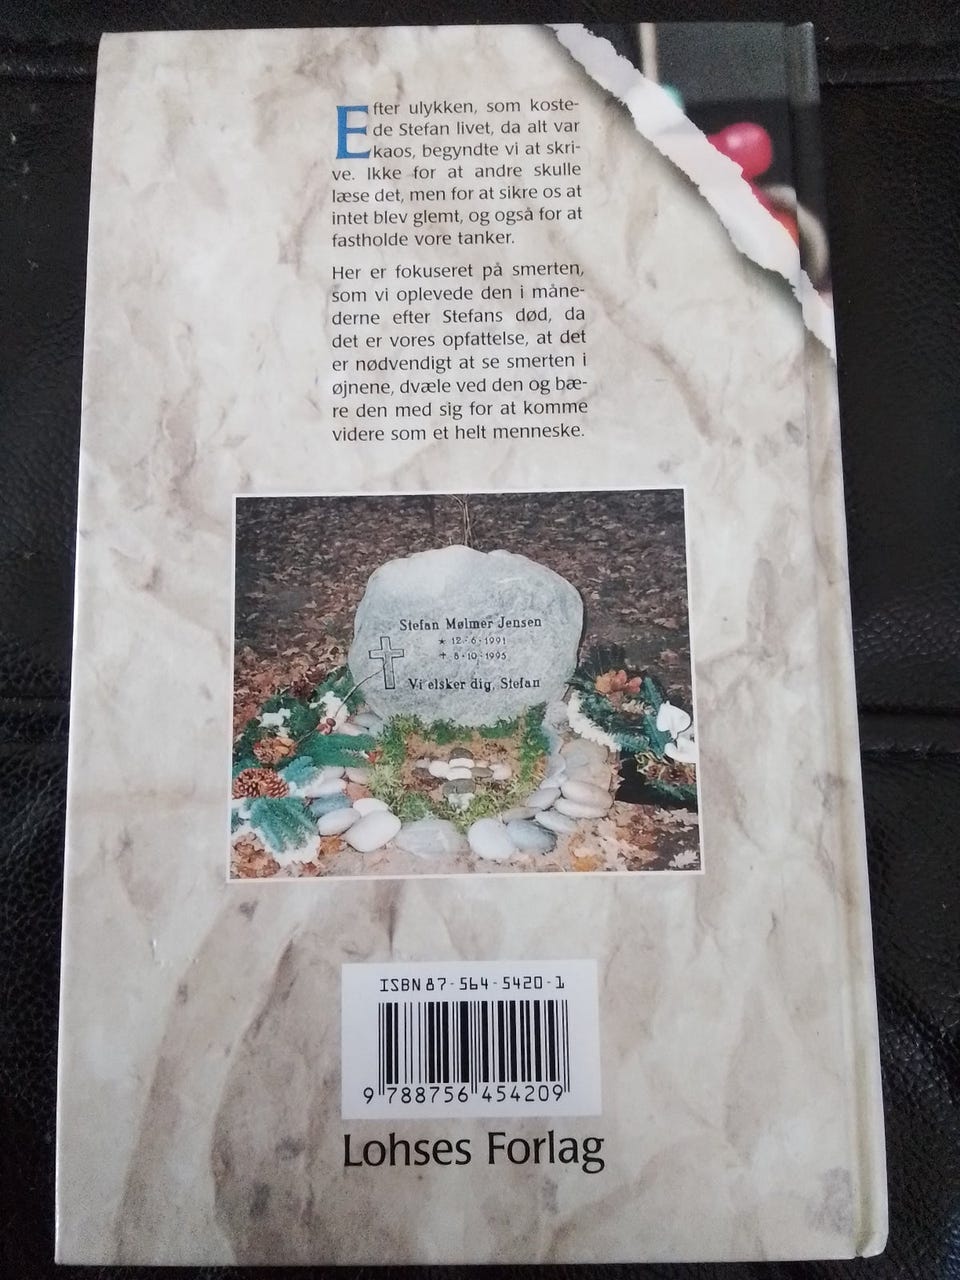 Efter ulykken, som koste-
de Stefan livet, da alt var
kaos, begyndte vi at skri-
ve. Ikke for at andre skulle
læse det, men for at sikre os at
intet blev glemt, og også for at
fastholde vore tanker.
Her er fokuseret på smerten,
som vi oplevede den i måne-
derne efter Stefans død, da
det er vores opfattelse, at det
er nødvendigt at se smerten i
øjnene, dvæle ved den og bæ-
re den med sig for at komme
videre som et helt menneske.
Stefan Mølmer Jensen
★ 12·6·1991
✝ 8·10·1995
Vi elsker dig, Stefan
ISBN 87-564-5420-1
9 788756 454209
Lohses Forlag